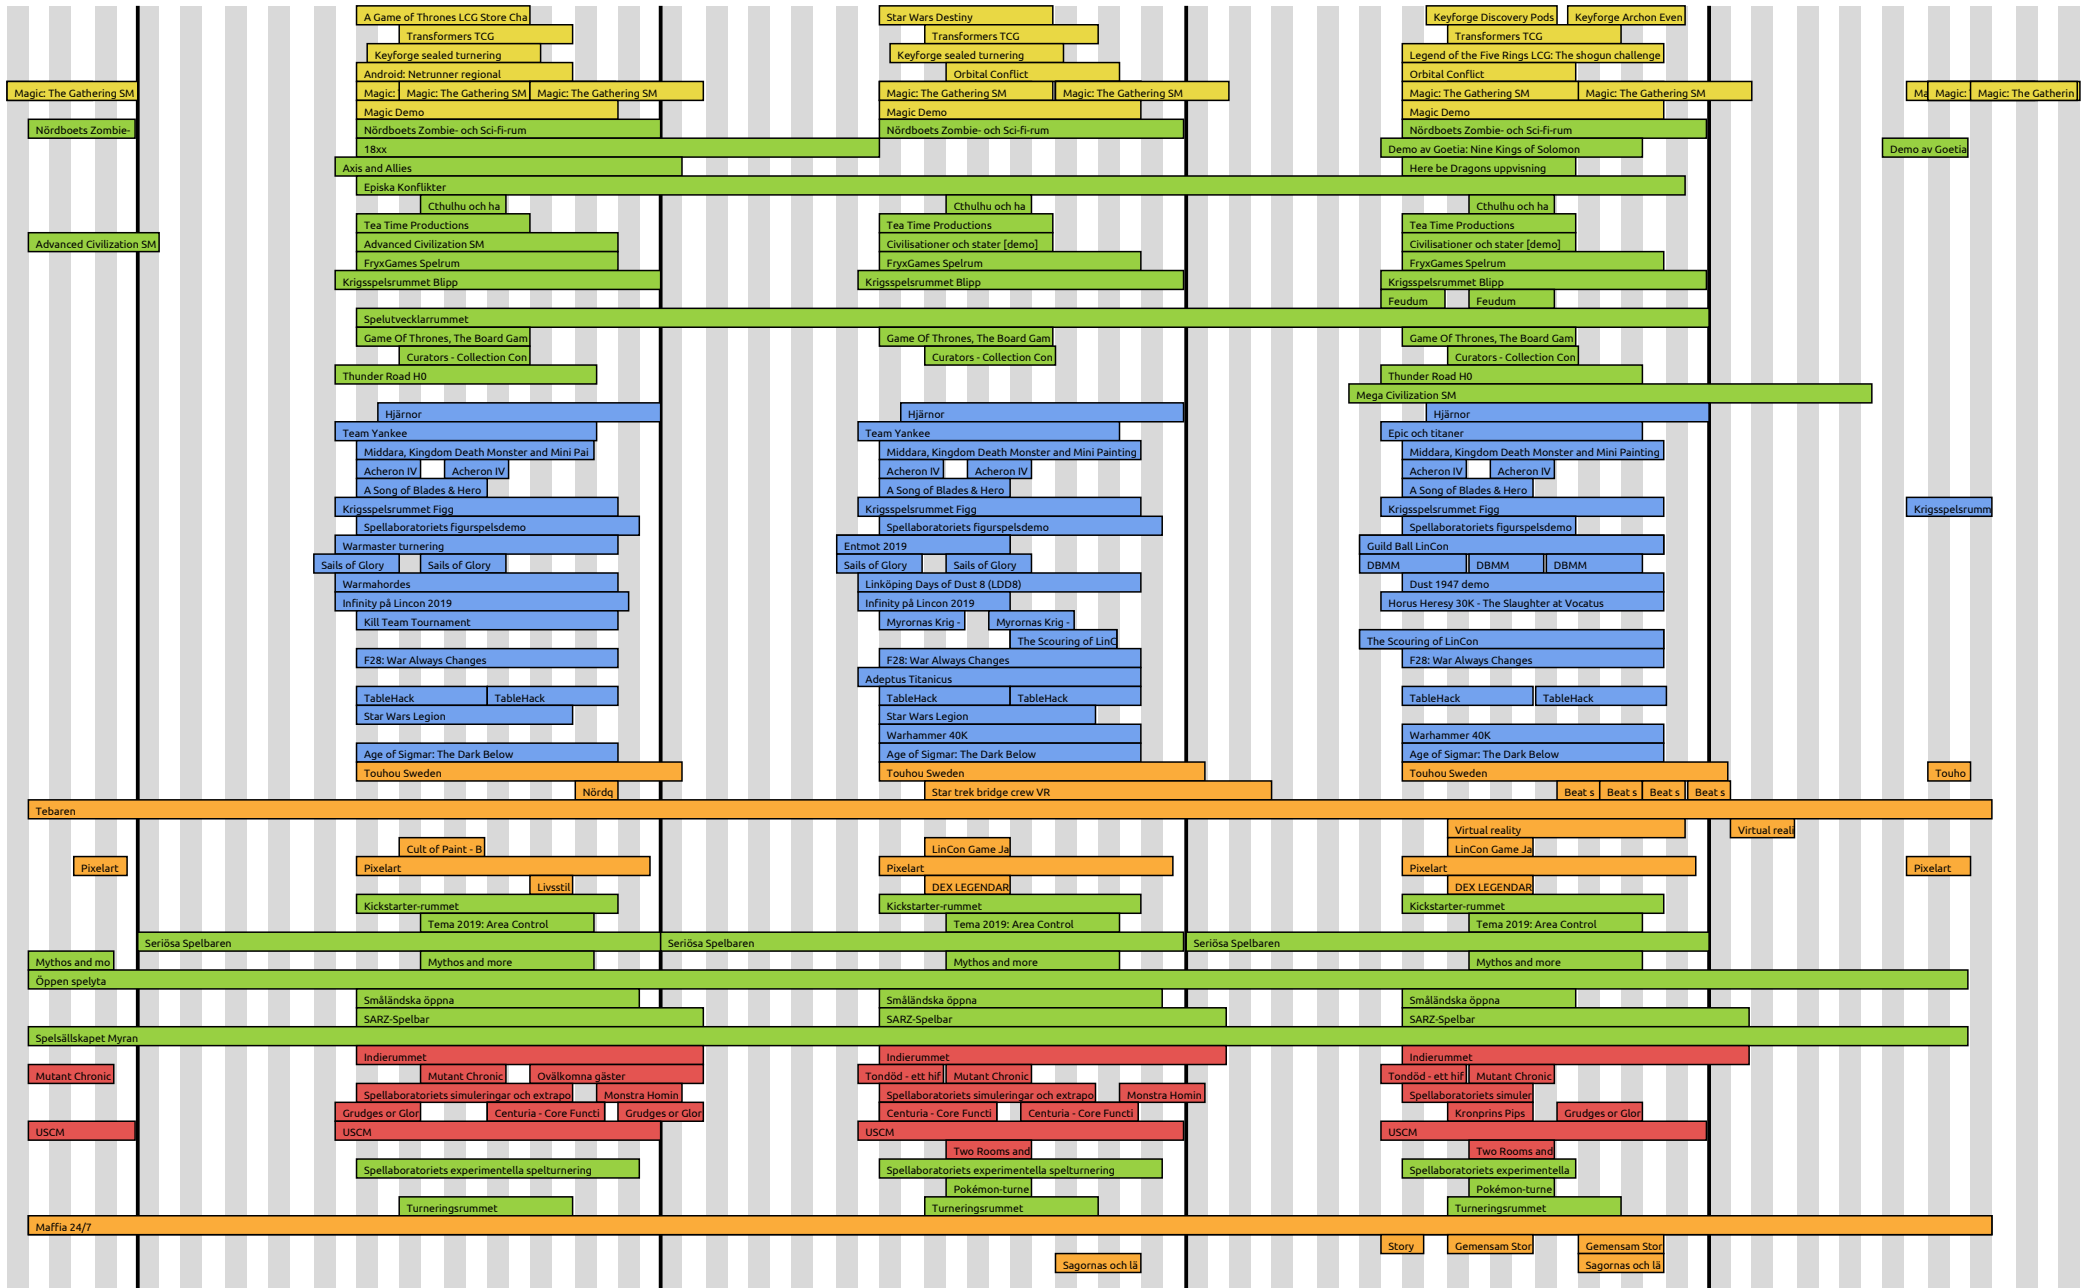 A Game of Thrones LCG Store Cha Star Wars Destiny Keyforge Discovery Pods Keyforge Archon Even
Transformers TCG Transformers TCG Transformers TCG
Keyforge sealed turnering Keyforge sealed turnering Legend of the Five Rings LCG: The shogun challenge
Android: Netrunner regional Orbital Conflict Orbital Conflict
Magic: The Gathering SM Magic: Magic: The Gathering SM Magic: The Gathering SM Magic: The Gathering SM Magic: The Gathering SM Magic: The Gathering SM Magic: The Gathering SM Ma Magic: Magic: The Gatherin
Magic Demo Magic Demo Magic Demo
Nördboets Zombie- Nördboets Zombie- och Sci-fi-rum Nördboets Zombie- och Sci-fi-rum Nördboets Zombie- och Sci-fi-rum
18xx Demo av Goetia: Nine Kings of Solomon Demo av Goetia
Axis and Allies Here be Dragons uppvisning
Episka Konflikter
Cthulhu och ha Cthulhu och ha Cthulhu och ha
Tea Time Productions Tea Time Productions Tea Time Productions
Advanced Civilization SM Advanced Civilization SM Civilisationer och stater [demo] Civilisationer och stater [demo]
FryxGames Spelrum FryxGames Spelrum FryxGames Spelrum
Krigsspelsrummet Blipp Krigsspelsrummet Blipp Krigsspelsrummet Blipp
Feudum Feudum
Spelutvecklarrummet
Game Of Thrones, The Board Gam Game Of Thrones, The Board Gam Game Of Thrones, The Board Gam
Curators - Collection Con Curators - Collection Con Curators - Collection Con
Thunder Road H0 Thunder Road H0
Mega Civilization SM
Hjärnor Hjärnor Hjärnor
Team Yankee Team Yankee Epic och titaner
Middara, Kingdom Death Monster and Mini Pai Middara, Kingdom Death Monster and Mini Painting Middara, Kingdom Death Monster and Mini Painting
Acheron IV Acheron IV Acheron IV Acheron IV Acheron IV Acheron IV
A Song of Blades & Hero A Song of Blades & Hero A Song of Blades & Hero
Krigsspelsrummet Figg Krigsspelsrummet Figg Krigsspelsrummet Figg Krigsspelsrumm
Spellaboratoriets figurspelsdemo Spellaboratoriets figurspelsdemo Spellaboratoriets figurspelsdemo
Warmaster turnering Entmot 2019 Guild Ball LinCon
Sails of Glory Sails of Glory Sails of Glory Sails of Glory DBMM DBMM DBMM
Warmahordes Linköping Days of Dust 8 (LDD8) Dust 1947 demo
Infinity på Lincon 2019 Infinity på Lincon 2019 Horus Heresy 30K - The Slaughter at Vocatus
Kill Team Tournament Myrornas Krig - Myrornas Krig -
The Scouring of LinC The Scouring of LinCon
F28: War Always Changes F28: War Always Changes F28: War Always Changes
Adeptus Titanicus
TableHack TableHack TableHack TableHack TableHack TableHack
Star Wars Legion Star Wars Legion
Warhammer 40K Warhammer 40K
Age of Sigmar: The Dark Below Age of Sigmar: The Dark Below Age of Sigmar: The Dark Below
Touhou Sweden Touhou Sweden Touhou Sweden Touho
Nördq Star trek bridge crew VR Beat s Beat s Beat s Beat s
Tebaren
Virtual reality Virtual reali
Cult of Paint - B LinCon Game Ja LinCon Game Ja
Pixelart Pixelart Pixelart Pixelart Pixelart
Livsstil DEX LEGENDAR DEX LEGENDAR
Kickstarter-rummet Kickstarter-rummet Kickstarter-rummet
Tema 2019: Area Control Tema 2019: Area Control Tema 2019: Area Control
Seriösa Spelbaren Seriösa Spelbaren Seriösa Spelbaren
Mythos and mo Mythos and more Mythos and more Mythos and more
Öppen spelyta
Småländska öppna Småländska öppna Småländska öppna
SARZ-Spelbar SARZ-Spelbar SARZ-Spelbar
Spelsällskapet Myran
Indierummet Indierummet Indierummet
Mutant Chronic Mutant Chronic Ovälkomna gäster Tondöd - ett hif Mutant Chronic Tondöd - ett hif Mutant Chronic
Spellaboratoriets simuleringar och extrapo Monstra Homin Spellaboratoriets simuleringar och extrapo Monstra Homin Spellaboratoriets simuler
Grudges or Glor Centuria - Core Functi Grudges or Glor Centuria - Core Functi Centuria - Core Functi Kronprins Pips Grudges or Glor
USCM USCM USCM USCM
Two Rooms and Two Rooms and
Spellaboratoriets experimentella spelturnering Spellaboratoriets experimentella spelturnering Spellaboratoriets experimentella
Pokémon-turne Pokémon-turne
Turneringsrummet Turneringsrummet Turneringsrummet
Maffia 24/7
Story Gemensam Stor Gemensam Stor
Sagornas och lä Sagornas och lä